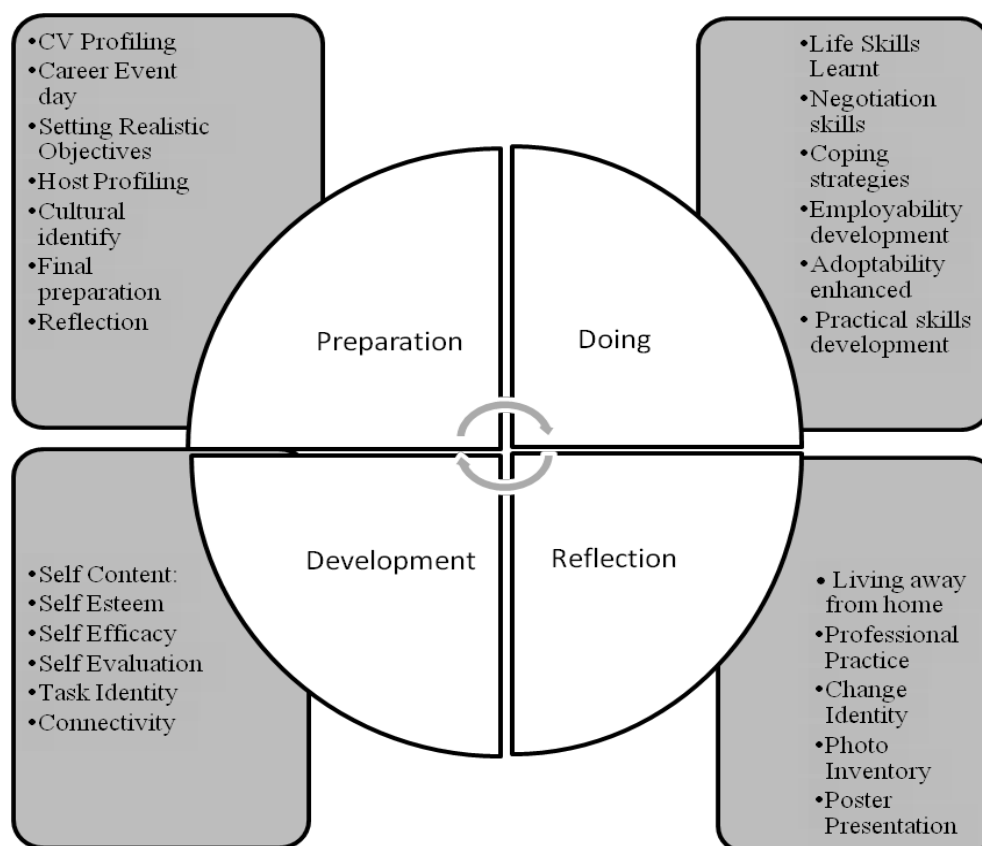 •CV Profiling
•Career Event
day
•Setting Realistic
Objectives
•Host Profiling
•Cultural
identify
•Final
preparation
•Reflection
•Life Skills
Learnt
•Negotiation
skills
•Coping
strategies
•Employability
development
•Adoptability
enhanced
• Practical skills
development
Preparation
Doing
Development
Reflection
•Self Content:
•Self Esteem
•Self Efficacy
•Self Evaluation
•Task Identity
•Connectivity
• Living away
from home
•Professional
Practice
•Change
Identity
•Photo
Inventory
•Poster
Presentation